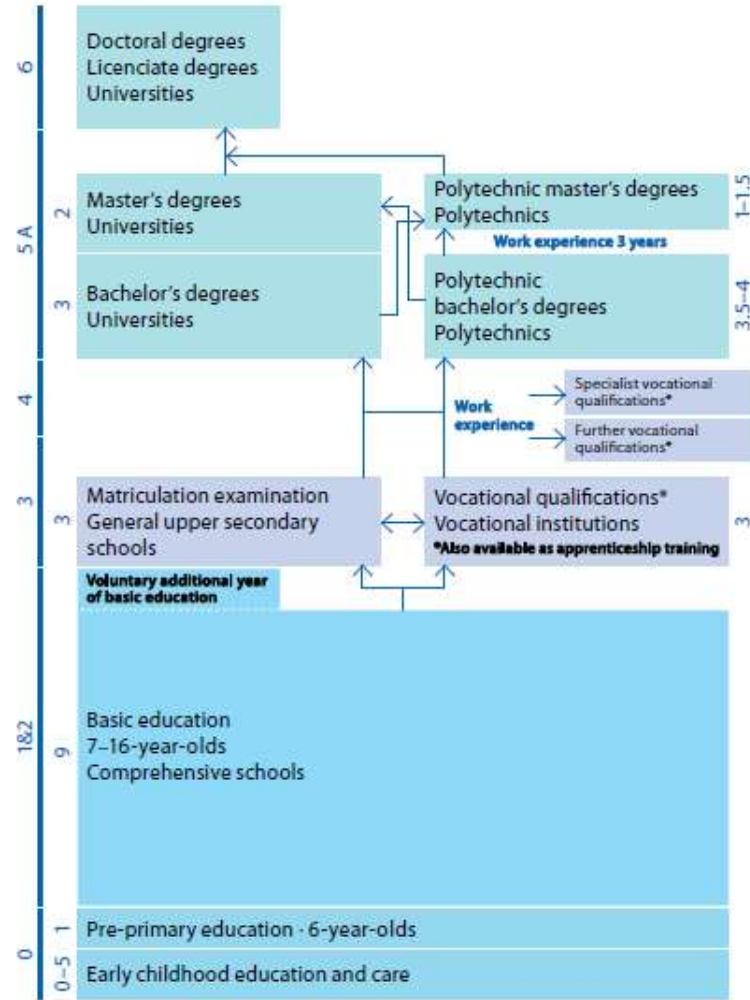 6
Doctoral degrees
Licenciate degrees
Universities
5 A
2
Master's degrees
Universities
Polytechnic master's degrees
Polytechnics
1–1.5
Work experience 3 years
3
Bachelor's degrees
Universities
Polytechnic
bachelor's degrees
Polytechnics
3.5–4
4
Work
experience
Specialist vocational
qualifications*
Further vocational
qualifications*
3
3
Matriculation examination
General upper secondary
schools
Vocational qualifications*
Vocational institutions
*Also available as apprenticeship training
3
Voluntary additional year
of basic education
1&2
9
Basic education
7–16-year-olds
Comprehensive schools
0
1
Pre-primary education · 6-year-olds
0–5
Early childhood education and care